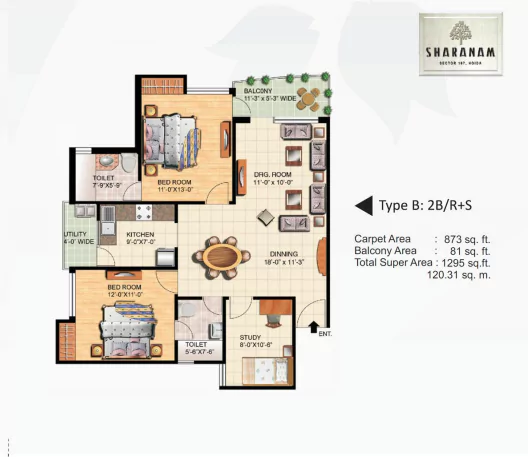 SHARANAM
SECTOR 107, NOIDA
BALCONY
11'-3" x 5'-3" WIDE
TOILET
7'-9"X5'-9"
BED ROOM
11'-0"X13'-0"
DRG. ROOM
11'-0" x 10'-0"
UTILITY
4'-0" WIDE
KITCHEN
9'-0"X7'-0"
DINNING
18'-0" x 11'-3"
BED ROOM
12'-0"X11'-0"
TOILET
5'-6"X7'-6"
STUDY
8'-0"X10'-6"
ENT.
Type B: 2B/R+S
Carpet Area : 873 sq. ft.
Balcony Area : 81 sq. ft.
Total Super Area : 1295 sq.ft.
120.31 sq. m.